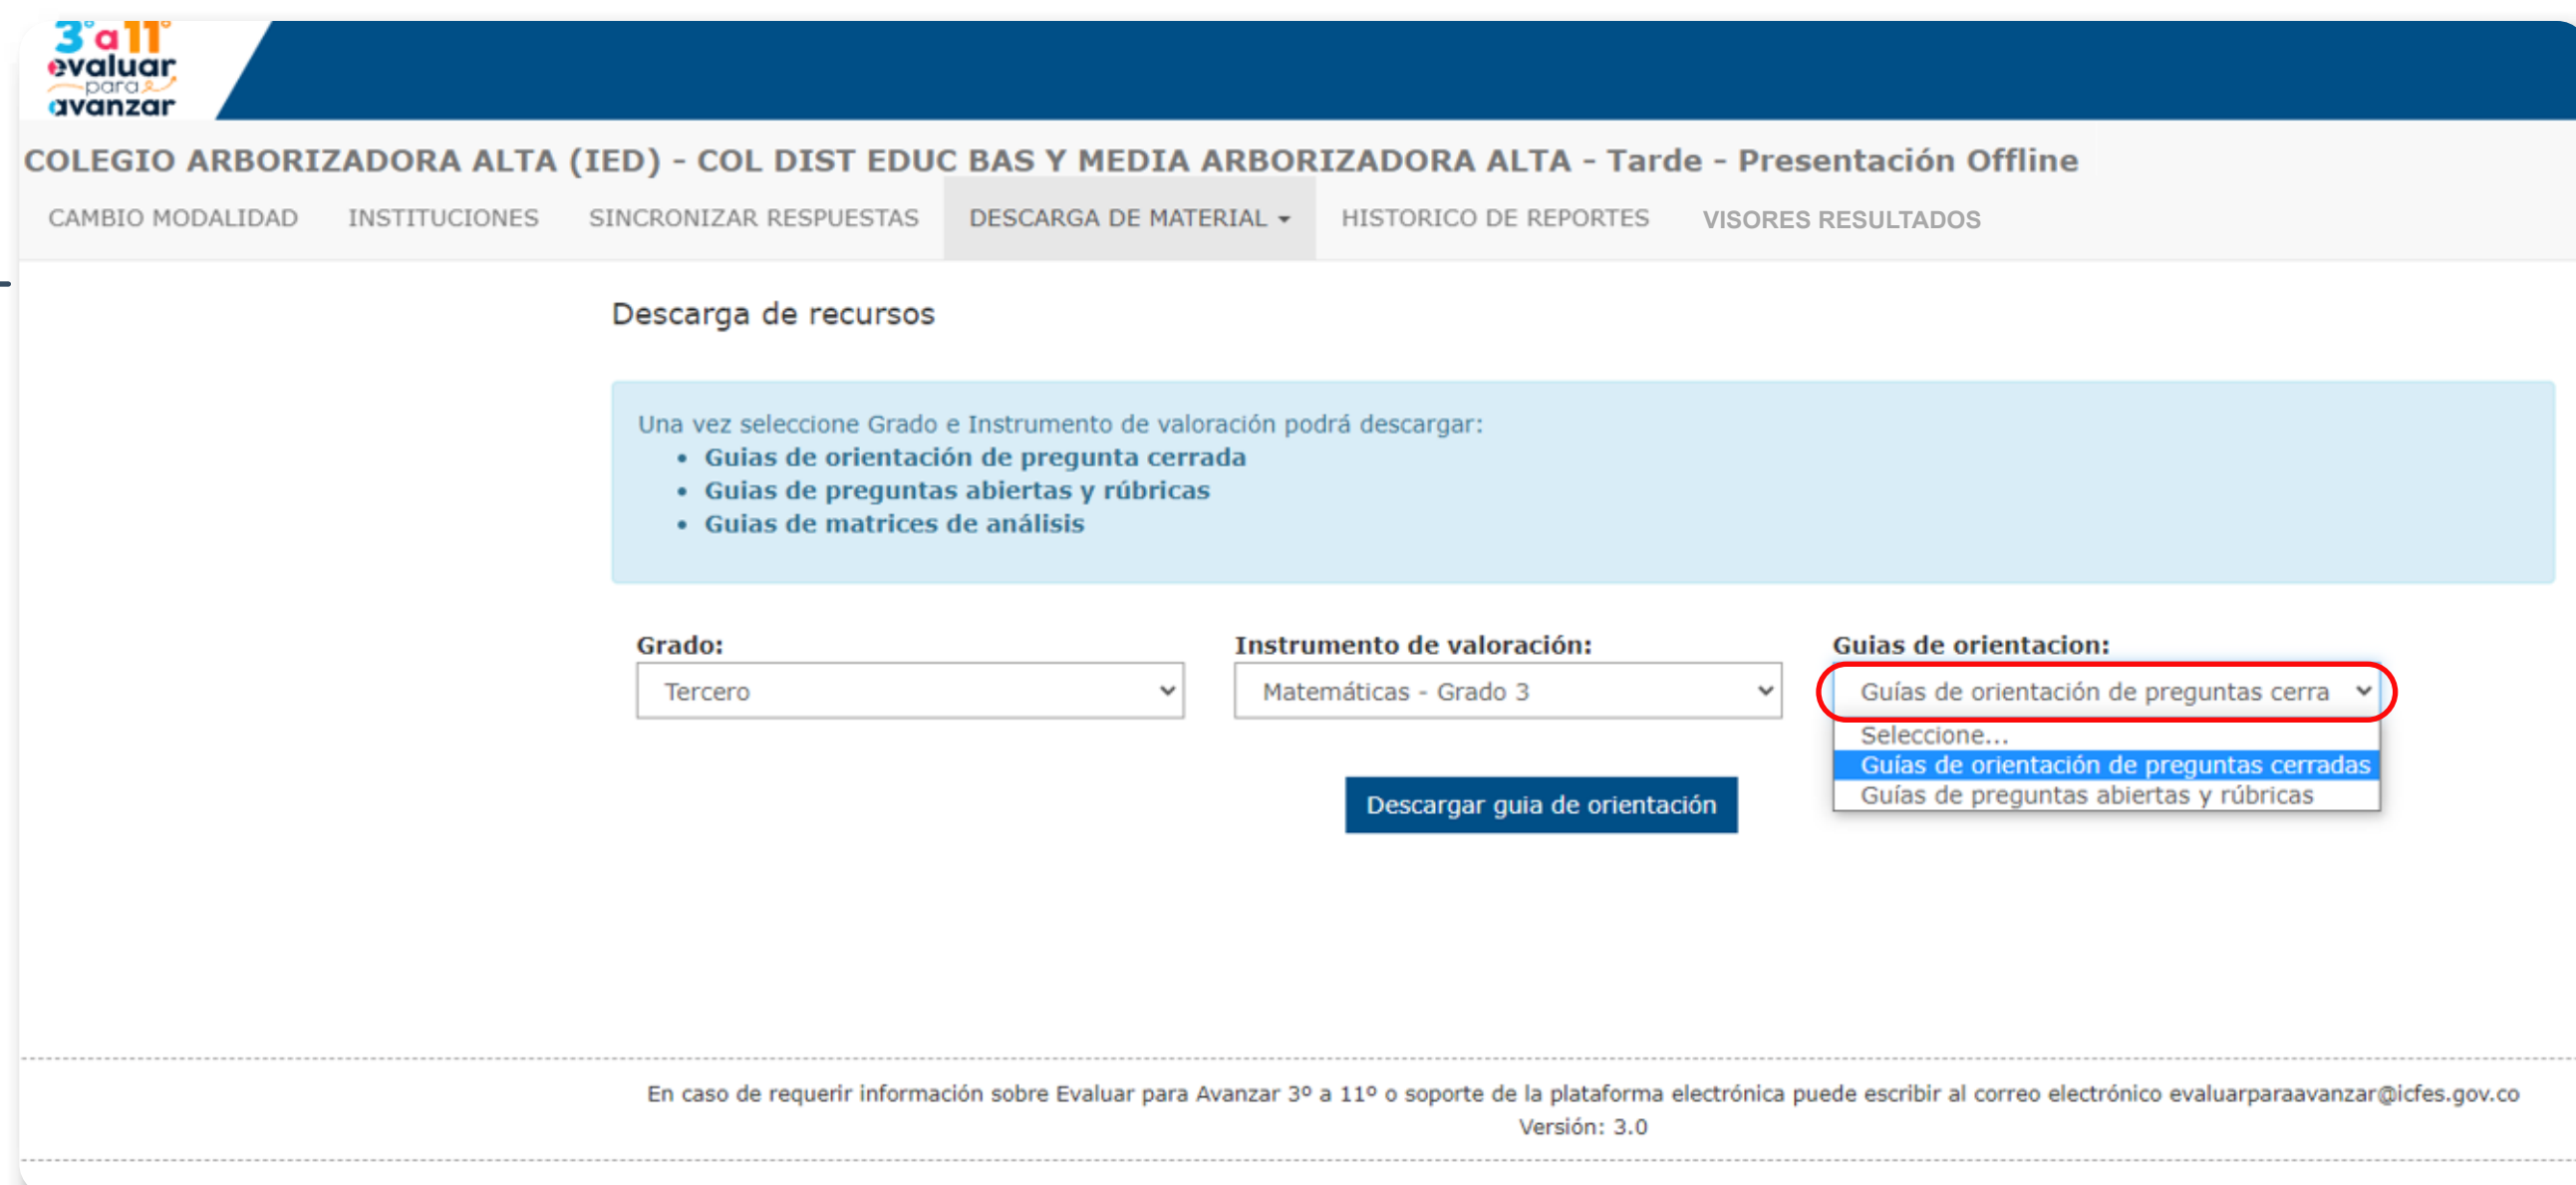 3° a 11°
evaluar
para
avanzar
COLEGIO ARBORIZADORA ALTA (IED) - COL DIST EDUC BAS Y MEDIA ARBORIZADORA ALTA - Tarde - Presentación Offline
CAMBIO MODALIDAD INSTITUCIONES SINCRONIZAR RESPUESTAS DESCARGA DE MATERIAL HISTORICO DE REPORTES VISORES RESULTADOS
Descarga de recursos
Una vez seleccione Grado e Instrumento de valoración podrá descargar:
• Guias de orientación de pregunta cerrada
• Guias de preguntas abiertas y rúbricas
• Guias de matrices de análisis
Grado: Instrumento de valoración: Guias de orientacion:
Tercero Matemáticas - Grado 3 Guías de orientación de preguntas cerra
Seleccione...
Guías de orientación de preguntas cerradas
Guías de preguntas abiertas y rúbricas
Descargar guia de orientación
En caso de requerir información sobre Evaluar para Avanzar 3º a 11º o soporte de la plataforma electrónica puede escribir al correo electrónico evaluarparaavanzar@icfes.gov.co
Versión: 3.0